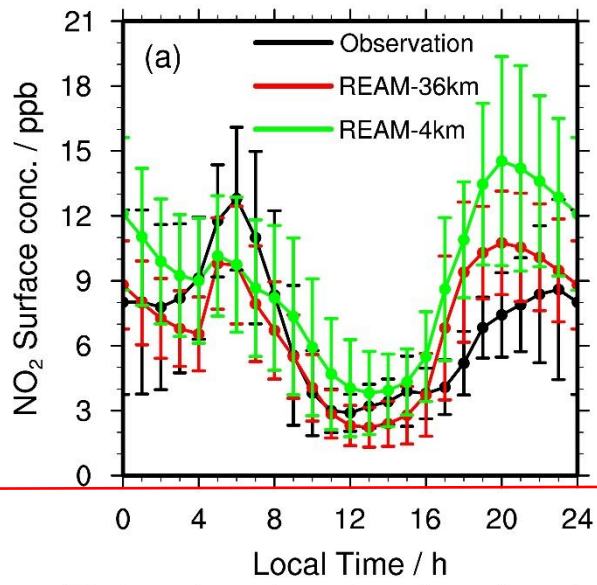 (a)
Observation
REAM-36km
REAM-4km
NO₂ Surface conc. / ppb
21
18
15
12
9
6
3
0
0 4 8 12 16 20 24
Local Time / h